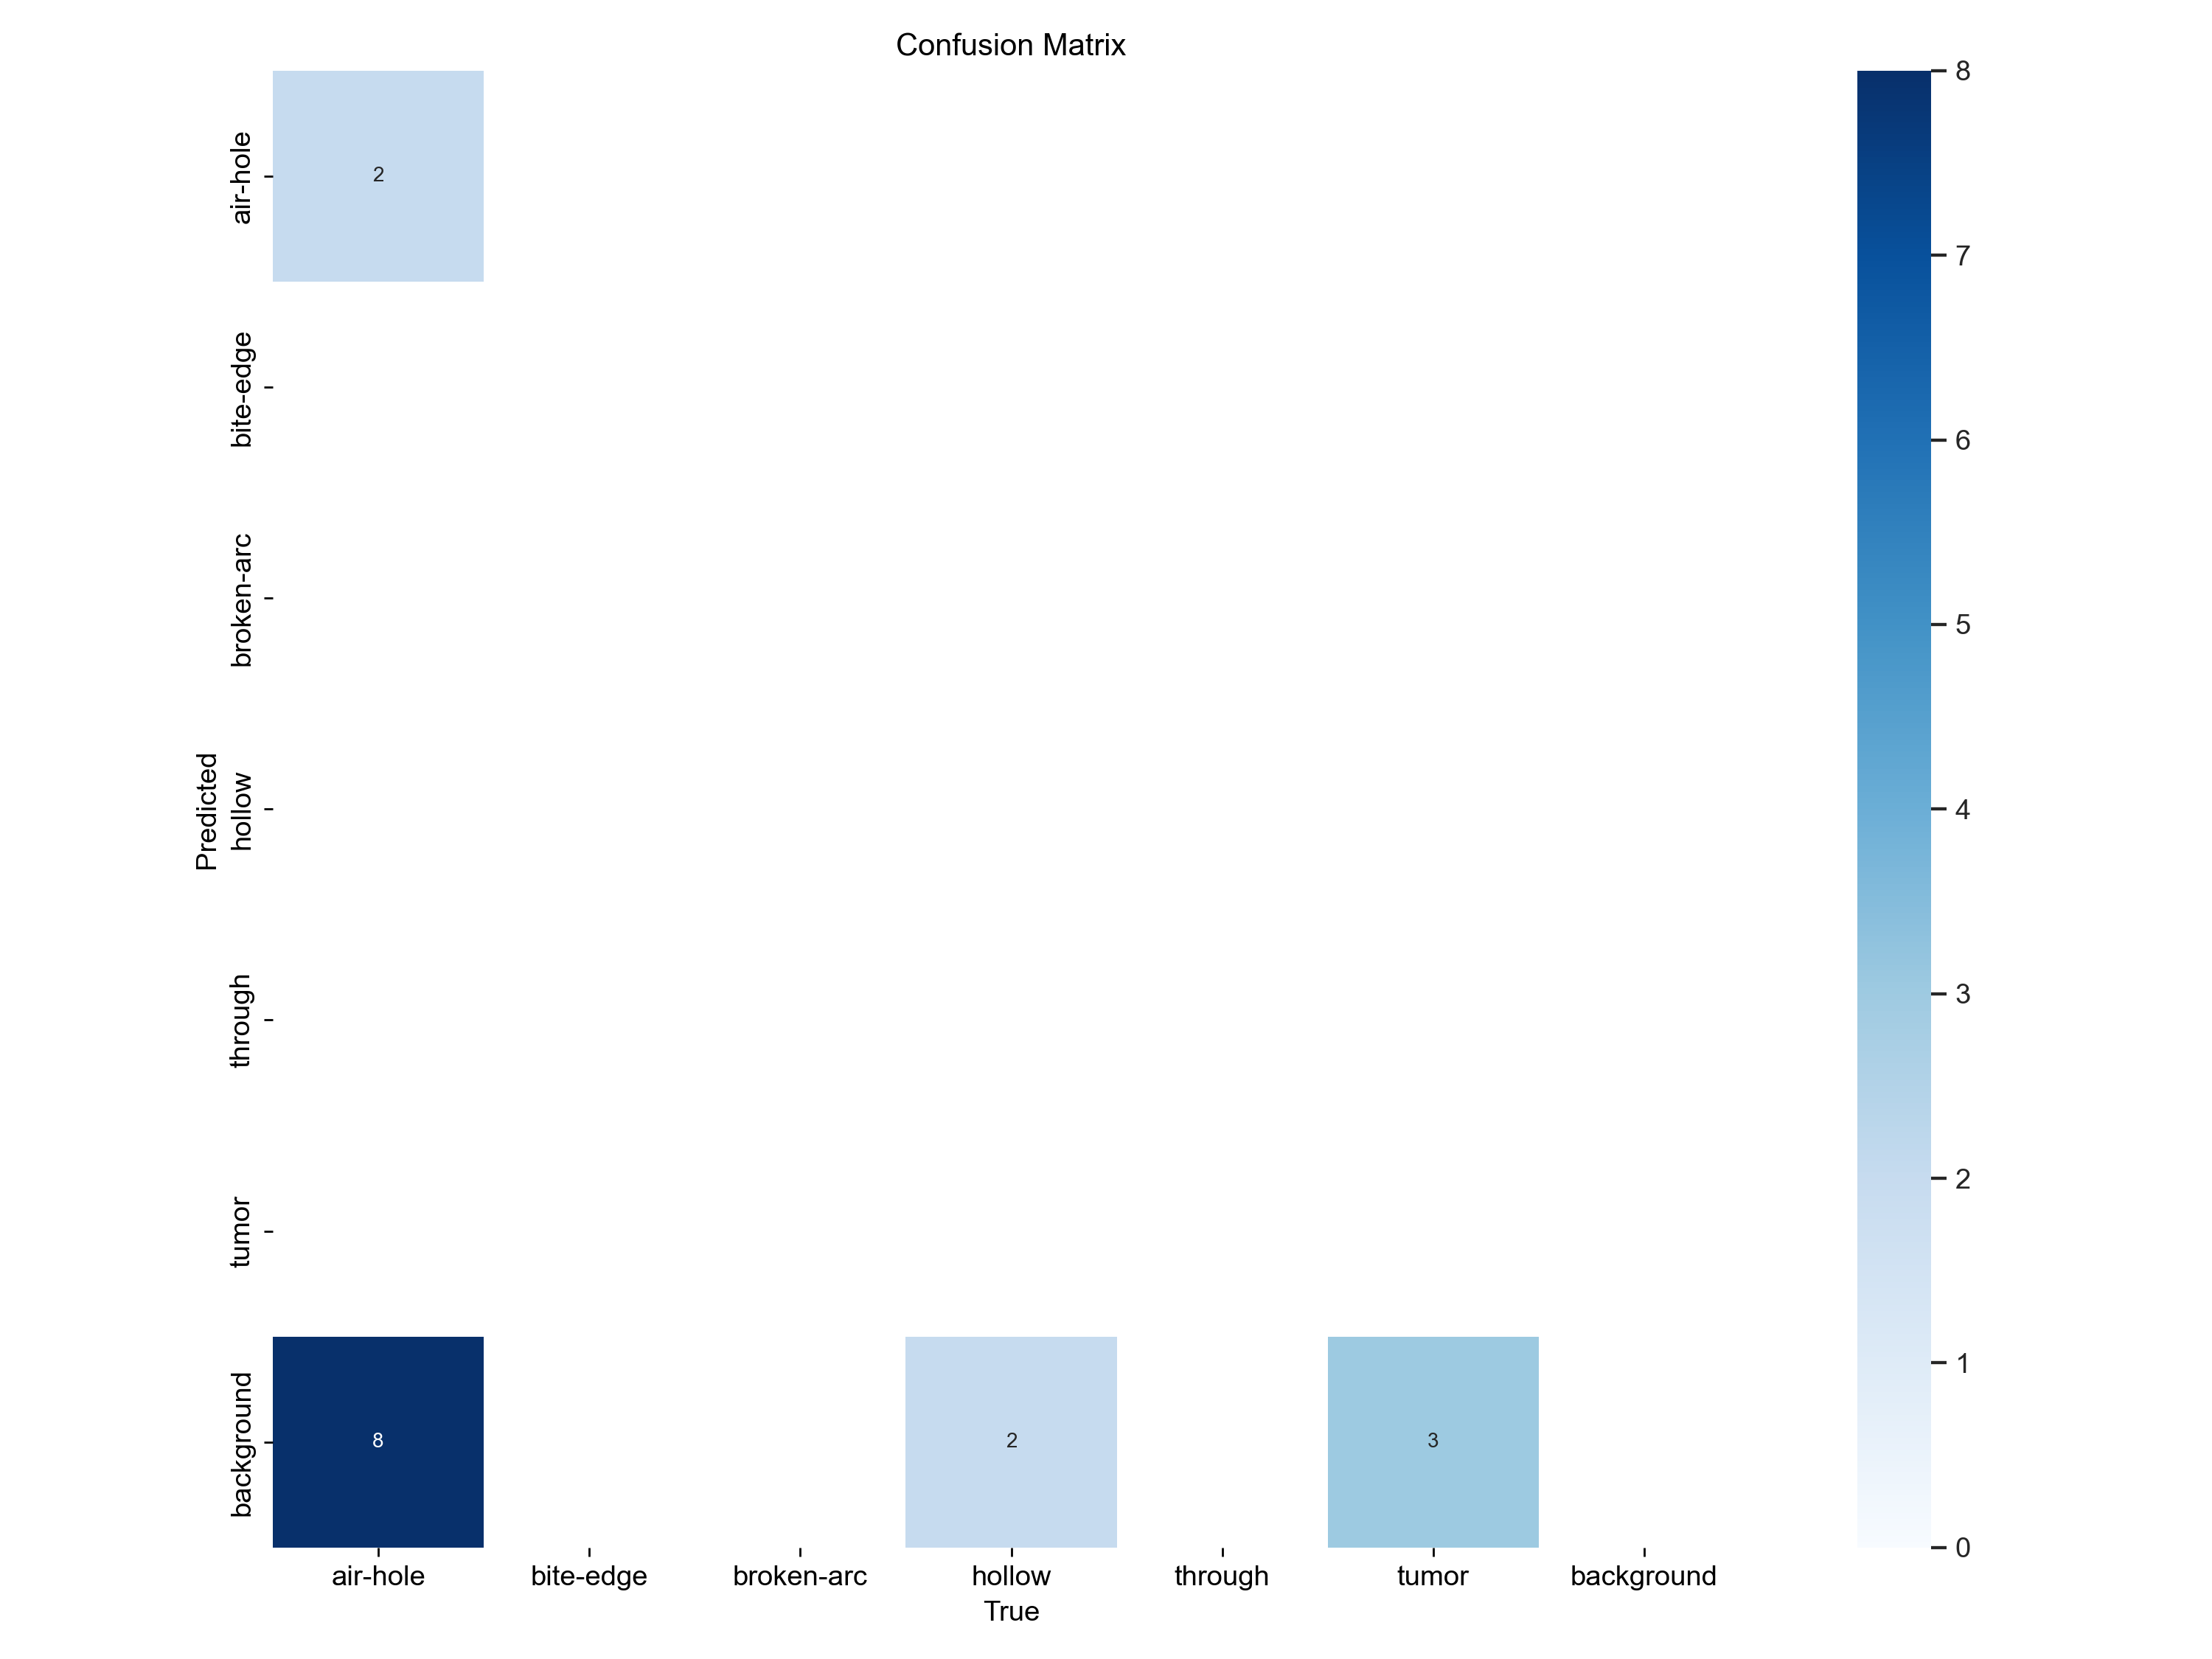 Confusion Matrix
air-hole
bite-edge
broken-arc
hollow
through
tumor
background
Predicted
2
8
2
3
air-hole
bite-edge
broken-arc
hollow
through
tumor
background
True
8
7
6
5
4
3
2
1
0